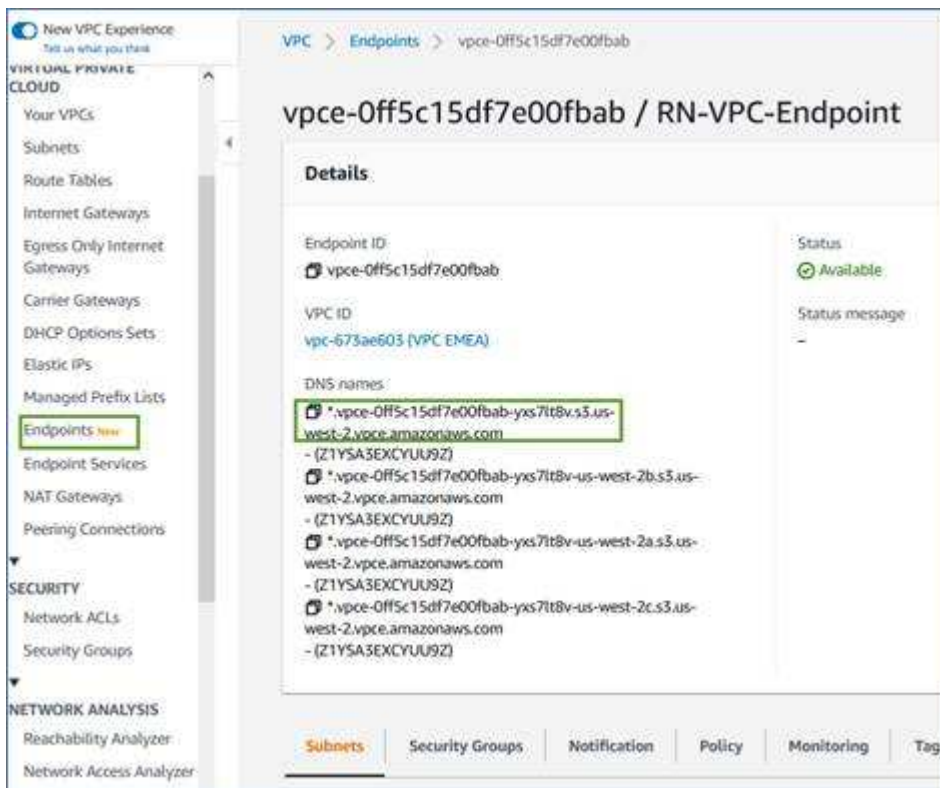 New VPC Experience
Tell us what you think
VIRTUAL PRIVATE
CLOUD
Your VPCs
Subnets
Route Tables
Internet Gateways
Egress Only Internet
Gateways
Carrier Gateways
DHCP Options Sets
Elastic IPs
Managed Prefix Lists
Endpoints New
Endpoint Services
NAT Gateways
Peering Connections
SECURITY
Network ACLs
Security Groups
NETWORK ANALYSIS
Reachability Analyzer
Network Access Analyzer
VPC > Endpoints > vpce-0ff5c15df7e00fbab
vpce-0ff5c15df7e00fbab / RN-VPC-Endpoint
Details
Endpoint ID
vpce-0ff5c15df7e00fbab
VPC ID
vpc-673ae603 (VPC EMEA)
DNS names
*.vpce-0ff5c15df7e00fbab-yxs7lt8v.s3.us-
west-2.vpce.amazonaws.com
- (Z1YSA3EXCYUU9Z)
*.vpce-0ff5c15df7e00fbab-yxs7lt8v-us-west-2b.s3.us-
west-2.vpce.amazonaws.com
- (Z1YSA3EXCYUU9Z)
*.vpce-0ff5c15df7e00fbab-yxs7lt8v-us-west-2a.s3.us-
west-2.vpce.amazonaws.com
- (Z1YSA3EXCYUU9Z)
*.vpce-0ff5c15df7e00fbab-yxs7lt8v-us-west-2c.s3.us-
west-2.vpce.amazonaws.com
- (Z1YSA3EXCYUU9Z)
Status
Available
Status message
-
Subnets Security Groups Notification Policy Monitoring Tag